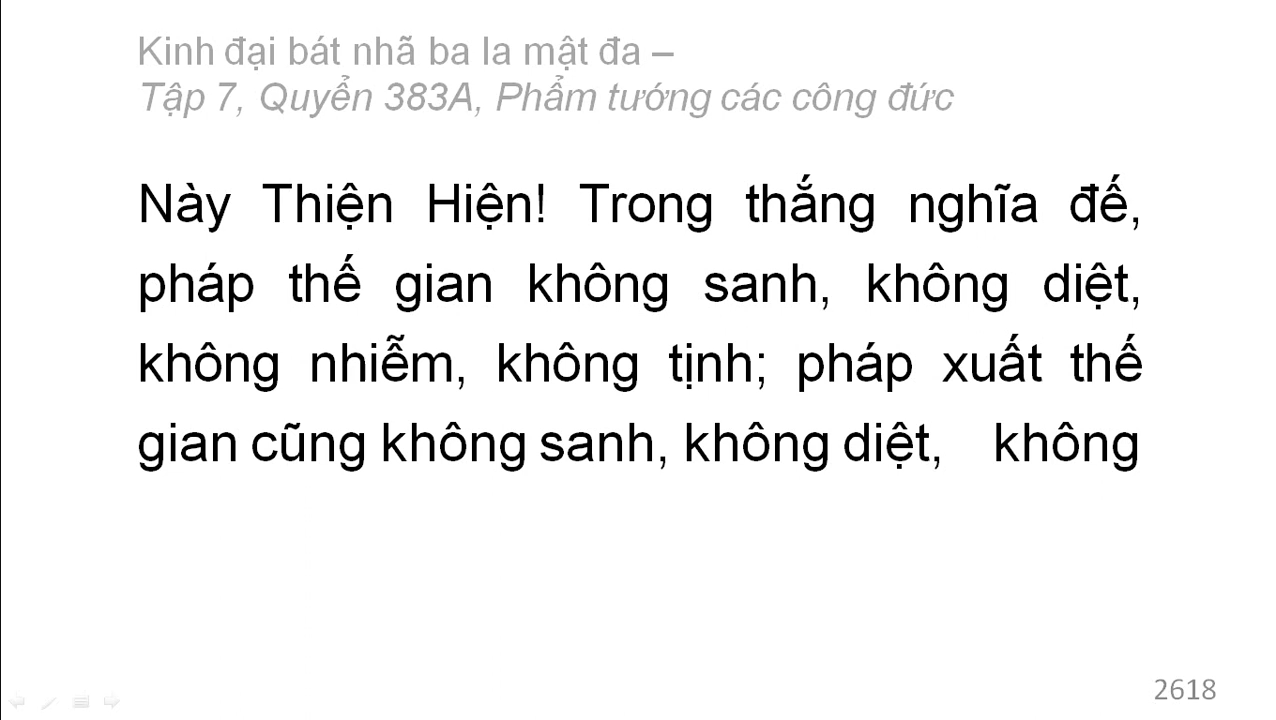 Kinh đại bát nhã ba la mật đa –
Tập 7, Quyển 383A, Phẩm tướng các công đức
Này Thiện Hiện! Trong thắng nghĩa đế,
pháp thế gian không sanh, không diệt,
không nhiễm, không tịnh; pháp xuất thế
gian cũng không sanh, không diệt, không
2618